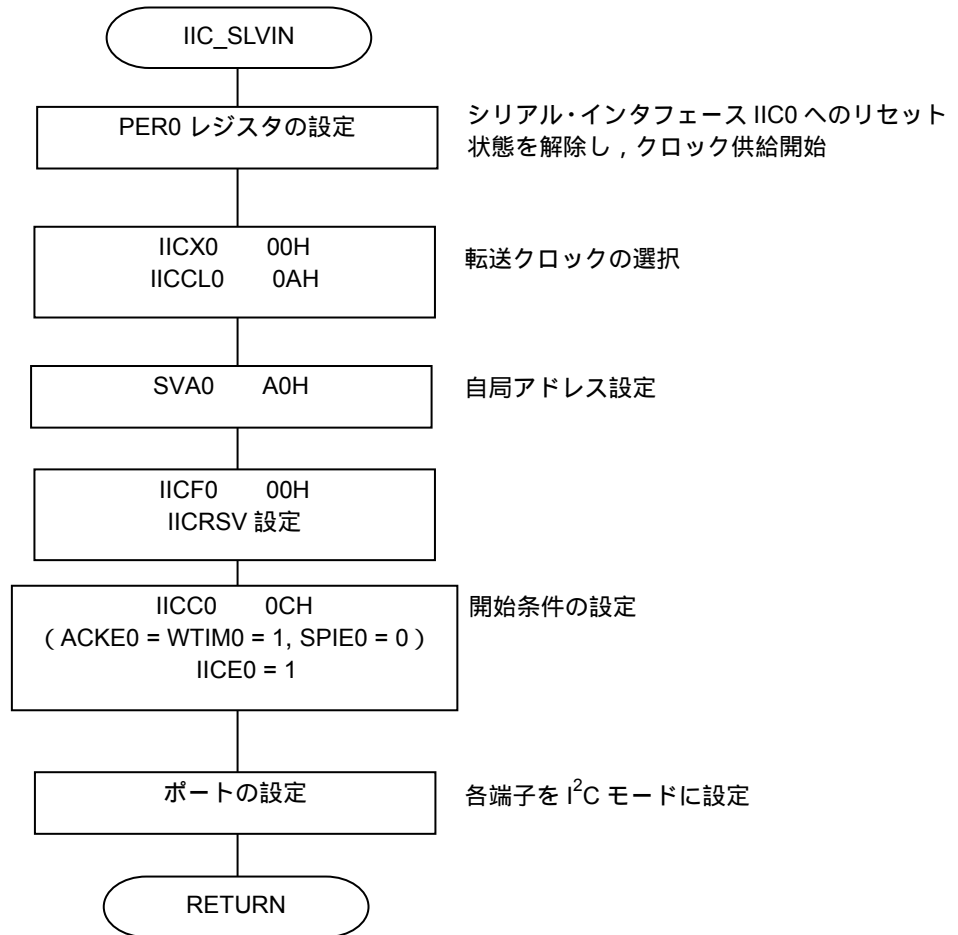 IIC_SLVIN
PER0 レジスタの設定
シリアル・インタフェース IIC0 へのリセット
状態を解除し，クロック供給開始
IICX0 00H
IICCL0 0AH
転送クロックの選択
SVA0 A0H
自局アドレス設定
IICF0 00H
IICRSV 設定
IICC0 0CH
（ACKE0 = WTIM0 = 1, SPIE0 = 0）
IICE0 = 1
開始条件の設定
ポートの設定
各端子を I²C モードに設定
RETURN